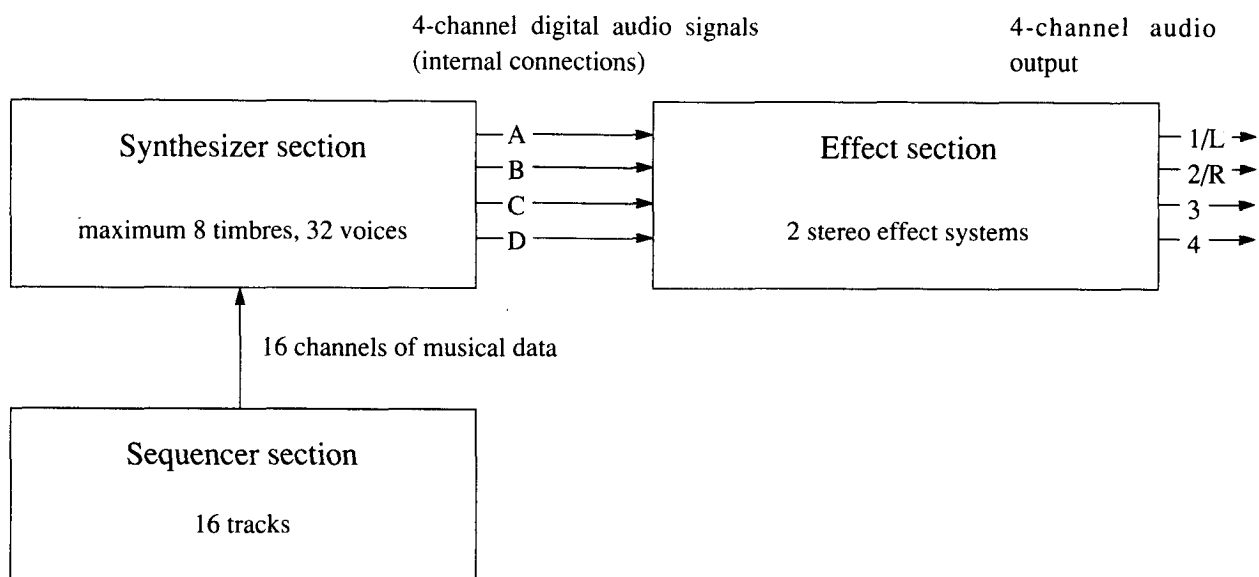 4-channel digital audio signals
(internal connections)
4-channel audio
output
Synthesizer section
maximum 8 timbres, 32 voices
A
B
C
D
Effect section
2 stereo effect systems
1/L
2/R
3
4
16 channels of musical data
Sequencer section
16 tracks